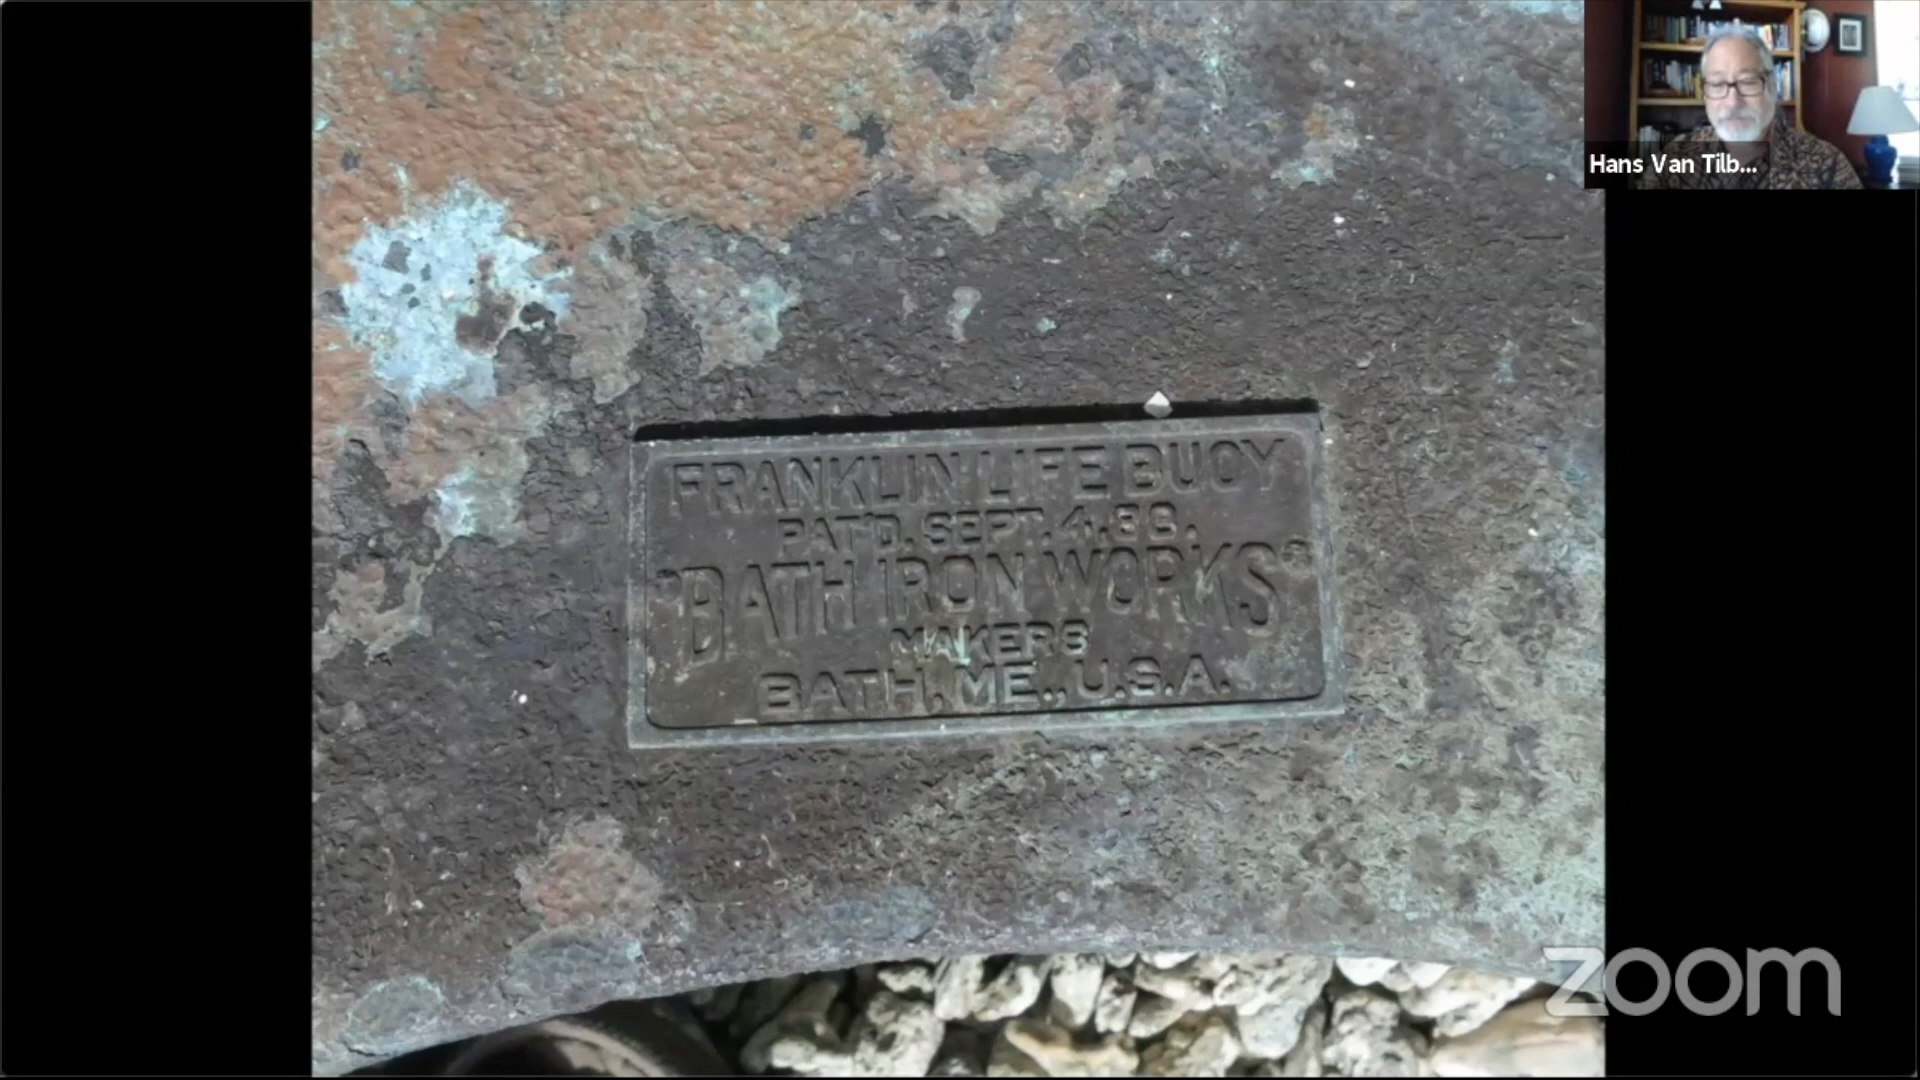 Hans Van Tilb...
FRANKLIN LIFE BUOY
PAT'D. SEPT. 4. 88.
"BATH IRON WORKS"
MAKERS
BATH, ME., U.S.A.
zoom